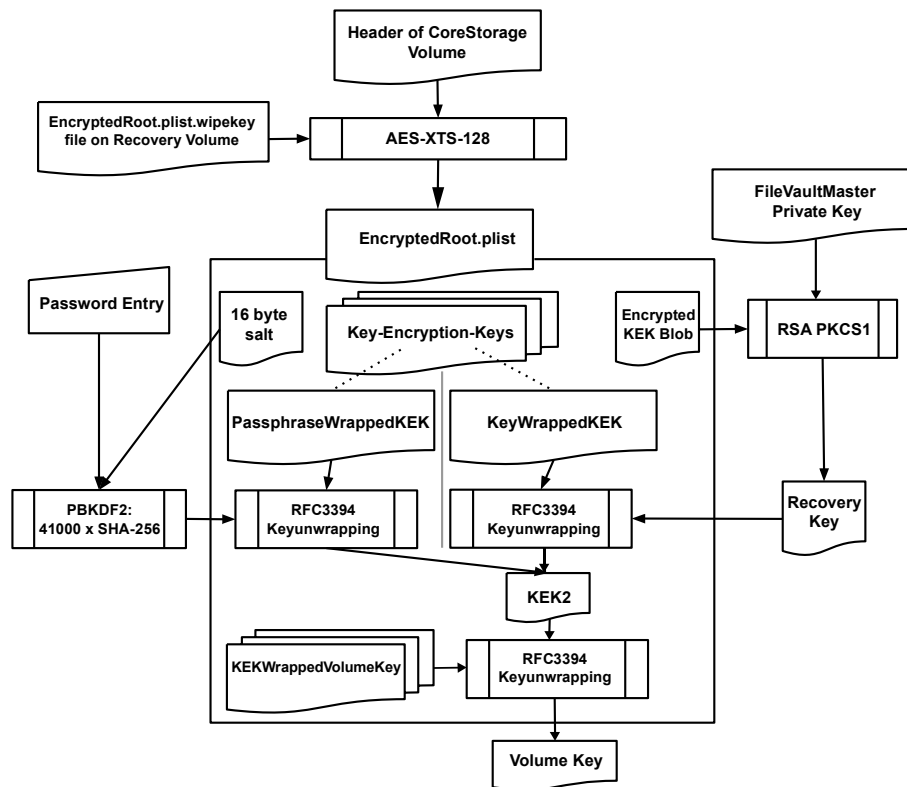 Header of CoreStorage
Volume
EncryptedRoot.plist.wipekey
file on Recovery Volume
AES-XTS-128
FileVaultMaster
Private Key
EncryptedRoot.plist
Password Entry
16 byte
salt
Key-Encryption-Keys
Encrypted
KEK Blob
RSA PKCS1
PassphraseWrappedKEK
KeyWrappedKEK
PBKDF2:
41000 x SHA-256
RFC3394
Keyunwrapping
RFC3394
Keyunwrapping
Recovery
Key
KEK2
KEKWrappedVolumeKey
RFC3394
Keyunwrapping
Volume Key